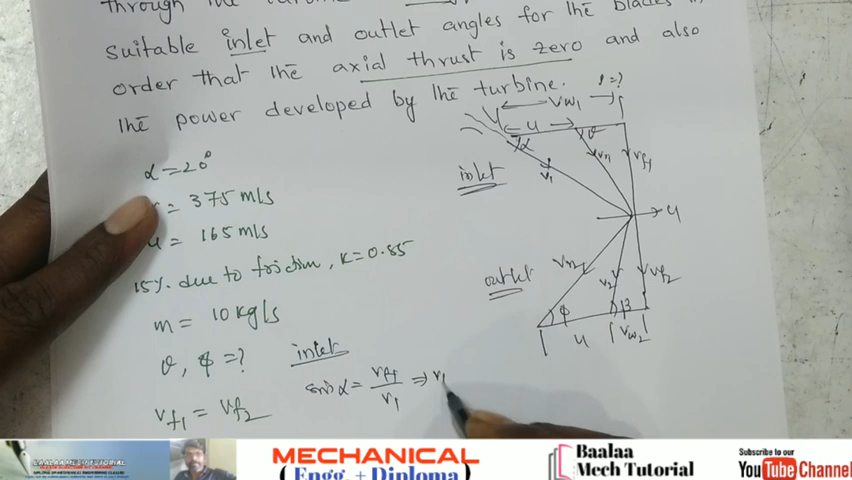 through the
suitable inlet and outlet angles for the blades in
order that the axial thrust is zero and also
the power developed by the turbine.
α = 20°
= 375 m/s
u = 165 m/s
15%. due to friction, K = 0.85
m = 10 kg/s
θ, φ = ?
Vf1 = Vf2
inlet
sin α = Vf1 / V1 ⇒ V
Vw1
u
θ
α
Vr1
Vf1
V1
inlet
u
outlet
Vr2
V2
Vf2
φ
β
u
Vw2
MECHANICAL
(Engg. + Diploma)
Baalaa
Mech Tutorial
Subscribe to our
YouTube Channel